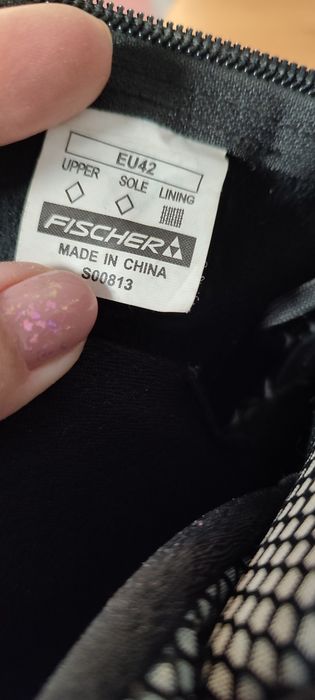 EU42
UPPER SOLE LINING
FISCHER
MADE IN CHINA
S00813